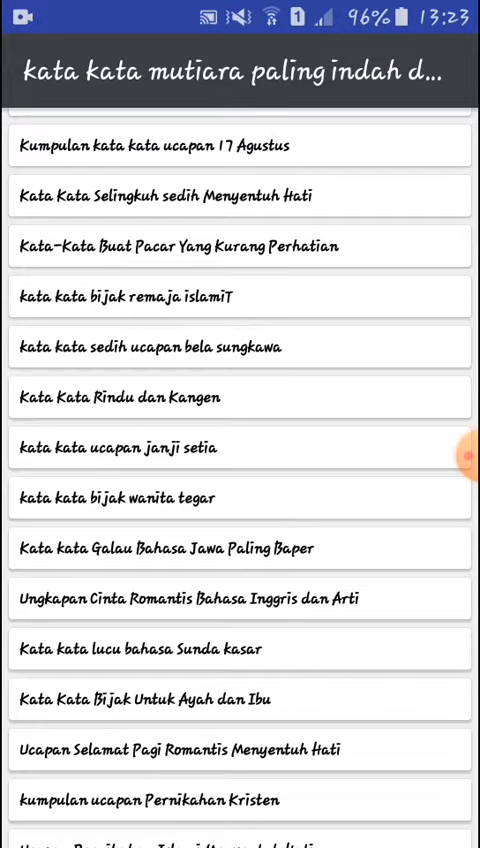 1 96% 13:23
kata kata mutiara paling indah d...
Kumpulan kata kata ucapan 17 Agustus
Kata Kata Selingkuh sedih Menyentuh Hati
Kata-Kata Buat Pacar Yang Kurang Perhatian
kata kata bijak remaja islamiT
kata kata sedih ucapan bela sungkawa
Kata Kata Rindu dan Kangen
kata kata ucapan janji setia
kata kata bijak wanita tegar
Kata kata Galau Bahasa Jawa Paling Baper
Ungkapan Cinta Romantis Bahasa Inggris dan Arti
Kata kata lucu bahasa Sunda kasar
Kata Kata Bijak Untuk Ayah dan Ibu
Ucapan Selamat Pagi Romantis Menyentuh Hati
kumpulan ucapan Pernikahan Kristen